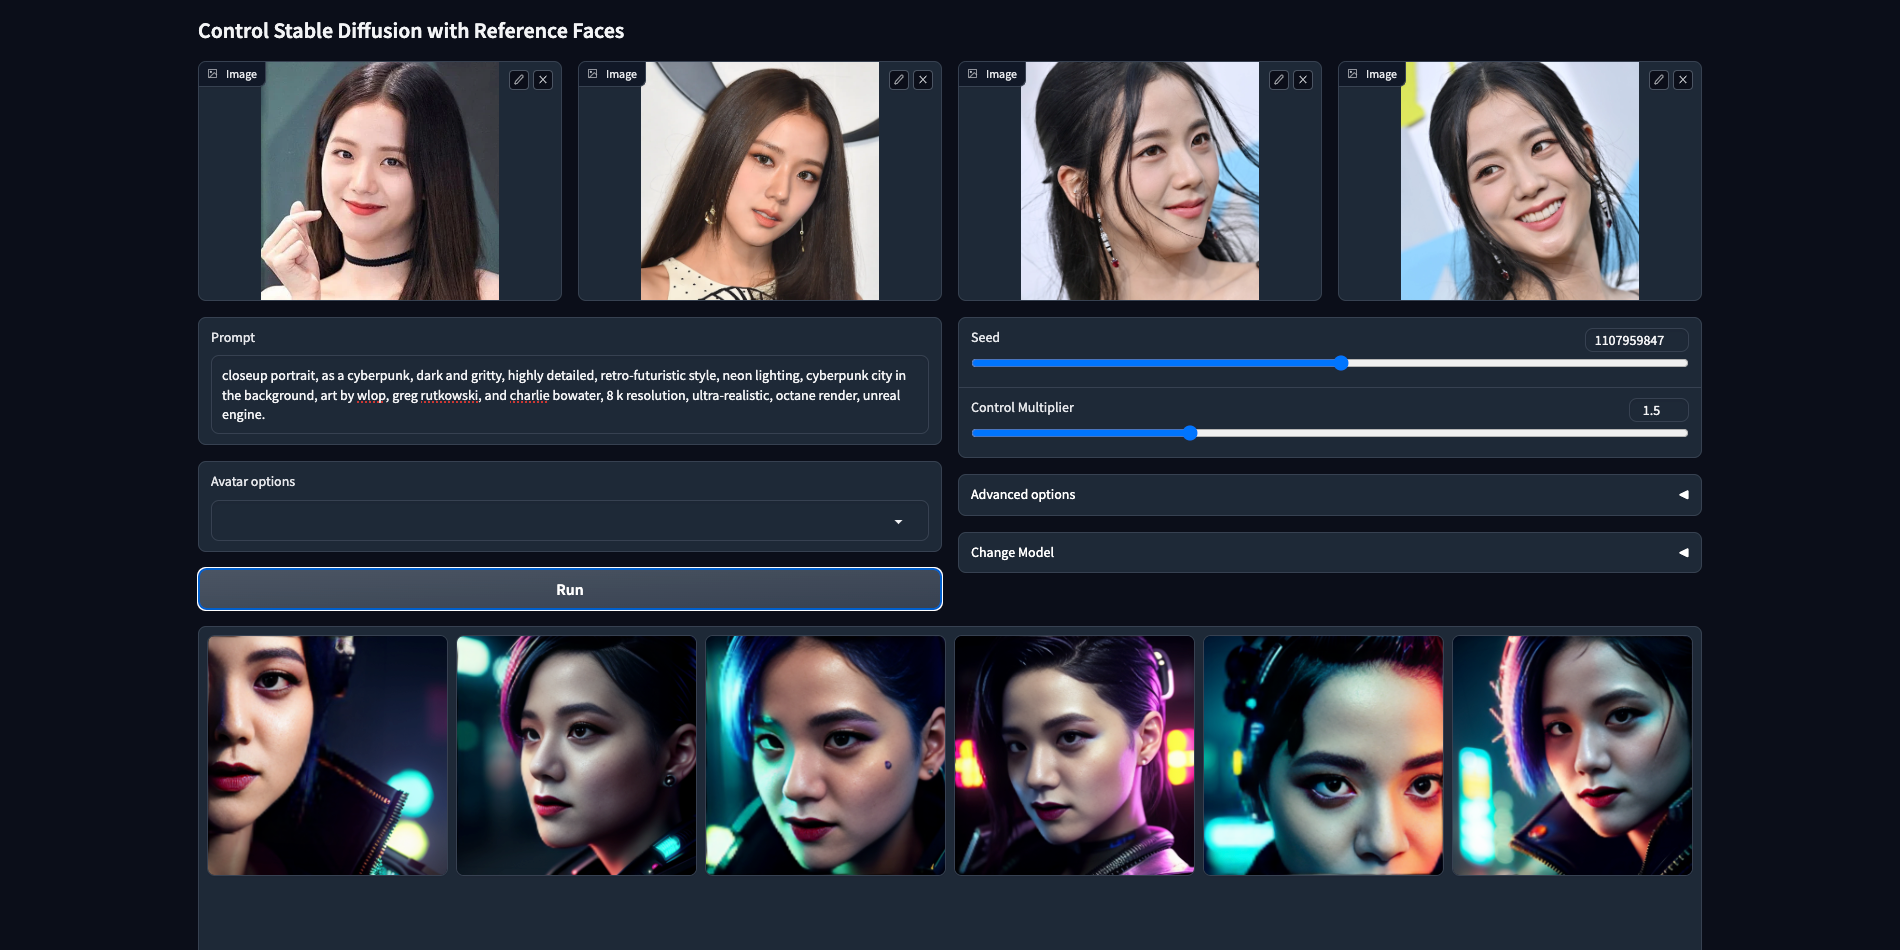 Control Stable Diffusion with Reference Faces
Image
Image
Image
Image
Prompt
closeup portrait, as a cyberpunk, dark and gritty, highly detailed, retro-futuristic style, neon lighting, cyberpunk city in
the background, art by wlop, greg rutkowski, and charlie bowater, 8 k resolution, ultra-realistic, octane render, unreal
engine.
Seed
1107959847
Control Multiplier
1.5
Avatar options
Advanced options
Change Model
Run